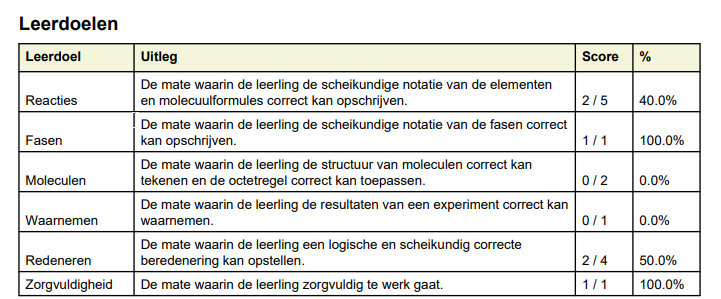 Leerdoelen
Leerdoel Uitleg Score %
De mate waarin de leerling de scheikundige notatie van de elementen
Reacties en molecuulformules correct kan opschrijven. 2 / 5 40.0%
De mate waarin de leerling de scheikundige notatie van de fasen correct
Fasen kan opschrijven. 1 / 1 100.0%
De mate waarin de leerling de structuur van moleculen correct kan
Moleculen tekenen en de octetregel correct kan toepassen. 0 / 2 0.0%
De mate waarin de leerling de resultaten van een experiment correct kan
Waarnemen waarnemen. 0 / 1 0.0%
De mate waarin de leerling een logische en scheikundig correcte
Redeneren beredenering kan opstellen. 2 / 4 50.0%
Zorgvuldigheid De mate waarin de leerling zorgvuldig te werk gaat. 1 / 1 100.0%